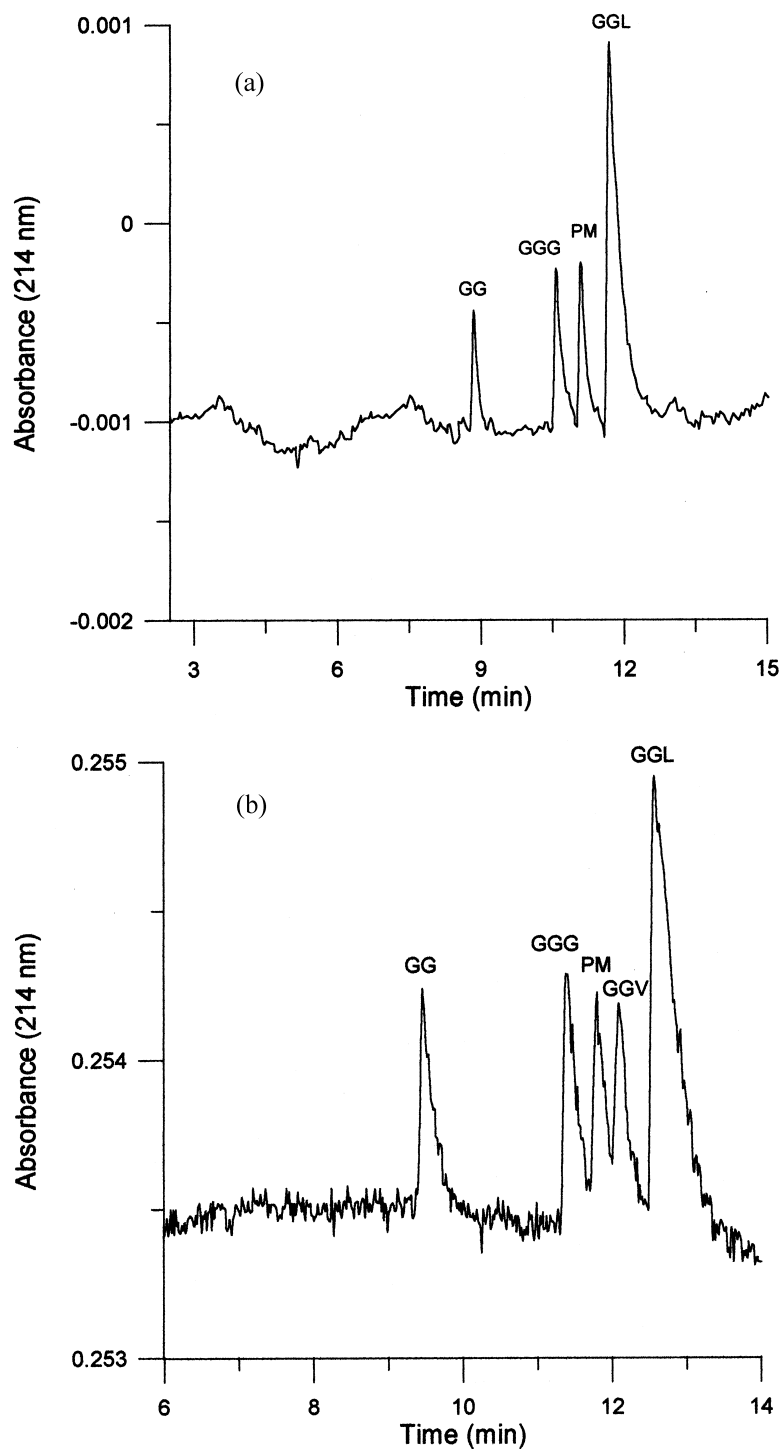 0.001
(a)
GGL
0
GGG
PM
GG
-0.001
-0.002
Absorbance (214 nm)
3 6 9 12 15
Time (min)
0.255
(b)
GGL
GGG
GG
PM
GGV
0.254
0.253
Absorbance (214 nm)
6 8 10 12 14
Time (min)